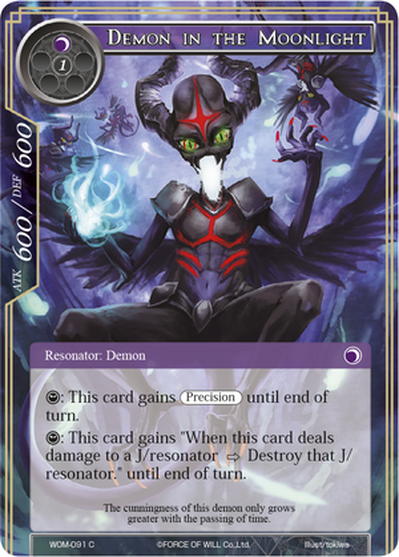 DEMON IN THE MOONLIGHT
1
ATK 600 / DEF 600
Resonator: Demon
: This card gains Precision until end of
turn.
: This card gains "When this card deals
damage to a J/resonator ⇨ Destroy that J/
resonator." until end of turn.
The cunningness of this demon only grows
greater with the passing of time.
WOM-091 C ©FORCE OF WILL Co.,Ltd. Illust/tokiwa